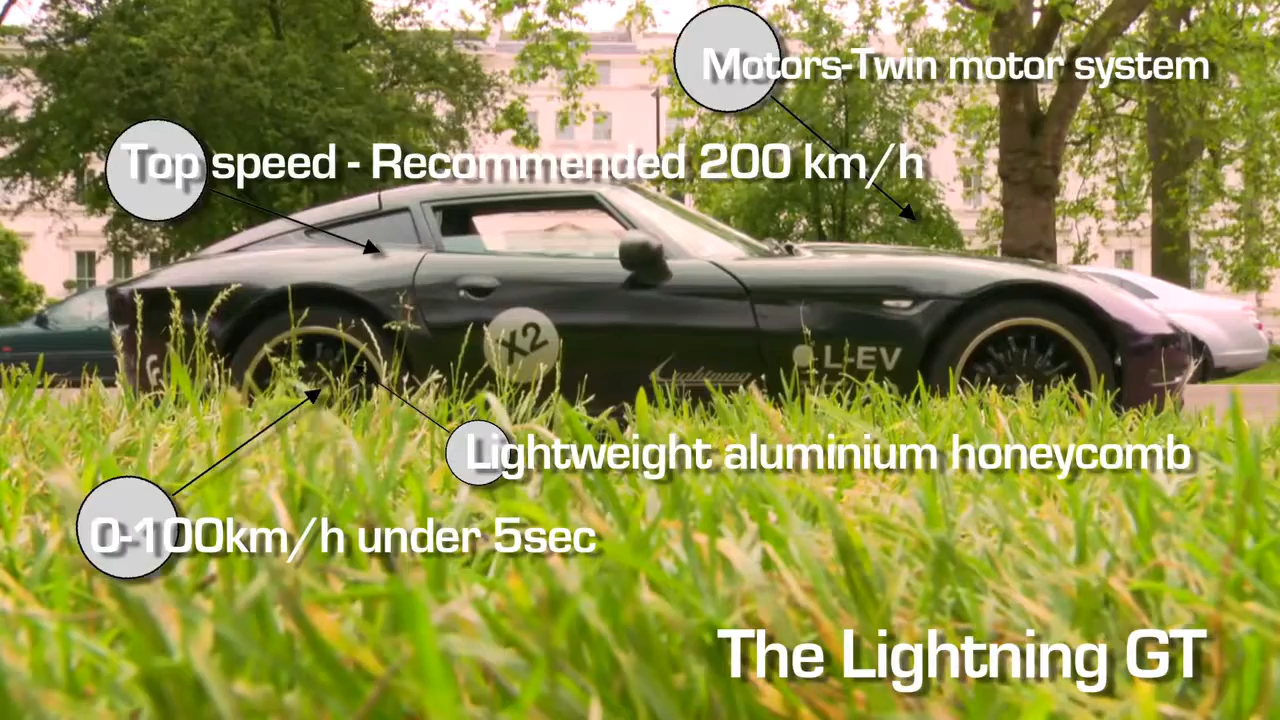 Motors-Twin motor system
Top speed - Recommended 200 km/h
X2
L-EV
Lightning
Lightweight aluminium honeycomb
0-100km/h under 5sec
The Lightning GT